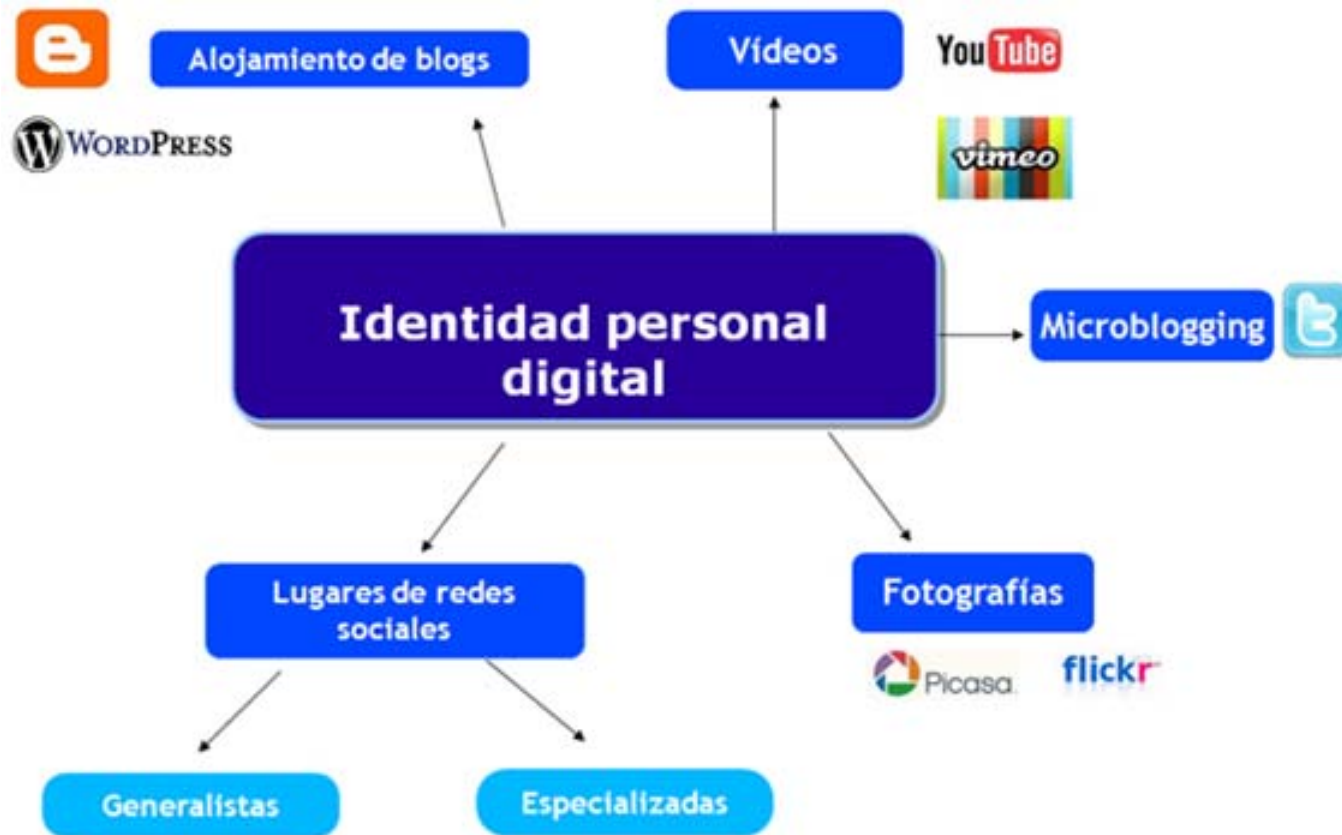 Alojamiento de blogs
WORDPRESS
Vídeos
YouTube
vimeo
Identidad personal
digital
Microblogging
Lugares de redes
sociales
Fotografías
Picasa
flickr
Generalistas
Especializadas